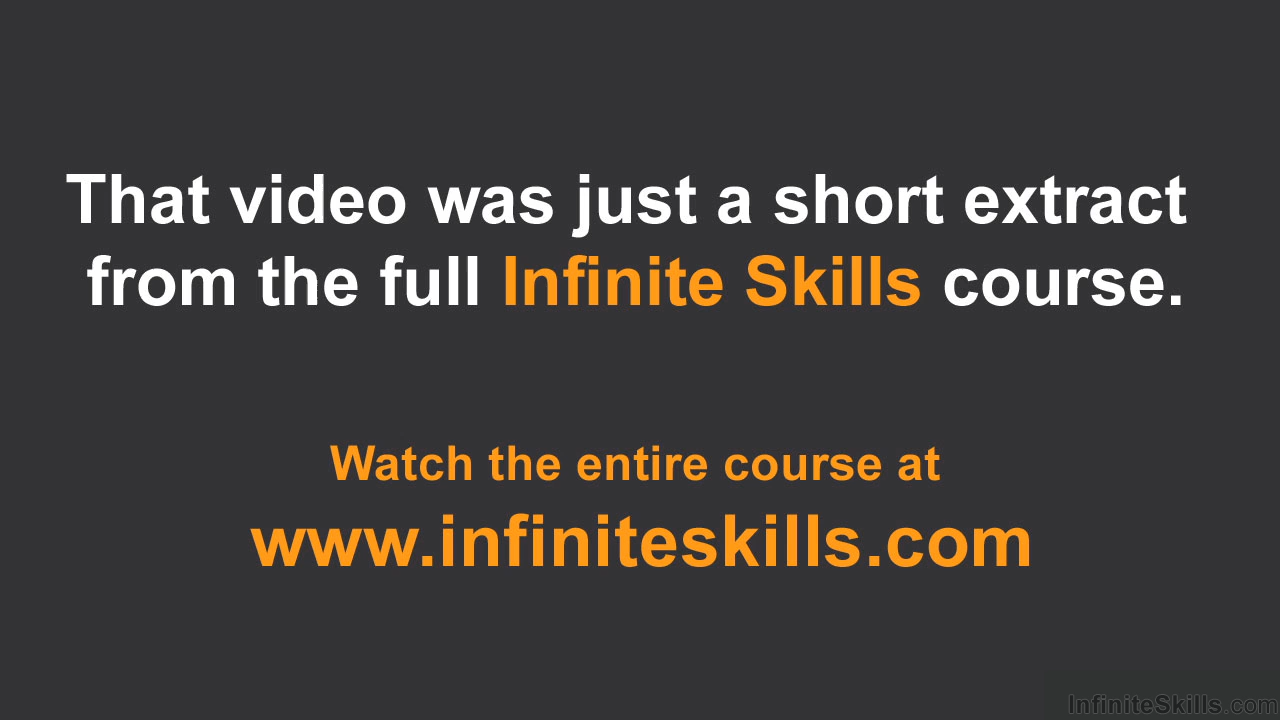 That video was just a short extract
from the full Infinite Skills course.
Watch the entire course at
www.infiniteskills.com
InfiniteSkills.com